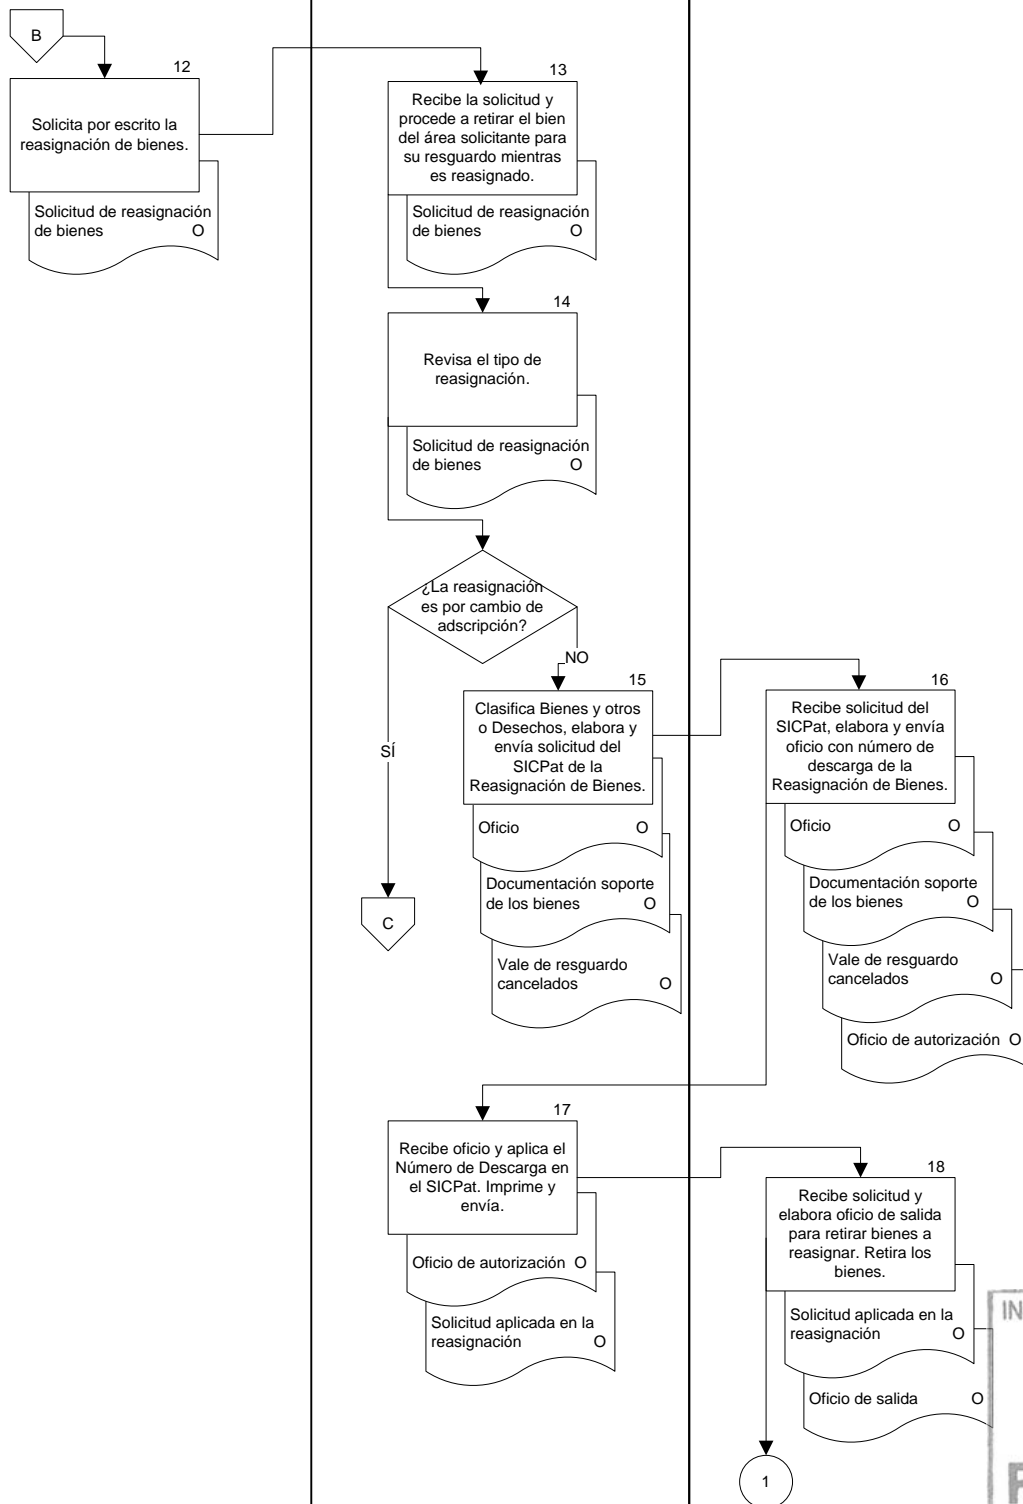 B
12
Solicita por escrito la
reasignación de bienes.
Solicitud de reasignación
de bienes O
13
Recibe la solicitud y
procede a retirar el bien
del área solicitante para
su resguardo mientras
es reasignado.
Solicitud de reasignación
de bienes O
14
Revisa el tipo de
reasignación.
Solicitud de reasignación
de bienes O
¿La reasignación
es por cambio de
adscripción?
NO
SÍ
C
15
Clasifica Bienes y otros
o Desechos, elabora y
envía solicitud del
SICPat de la
Reasignación de Bienes.
Oficio O
Documentación soporte
de los bienes O
Vale de resguardo
cancelados O
16
Recibe solicitud del
SICPat, elabora y envía
oficio con número de
descarga de la
Reasignación de Bienes.
Oficio O
Documentación soporte
de los bienes O
Vale de resguardo
cancelados O
Oficio de autorización O
17
Recibe oficio y aplica el
Número de Descarga en
el SICPat. Imprime y
envía.
Oficio de autorización O
Solicitud aplicada en la
reasignación O
18
Recibe solicitud y
elabora oficio de salida
para retirar bienes a
reasignar. Retira los
bienes.
Solicitud aplicada en la
reasignación O
Oficio de salida O
1
IN